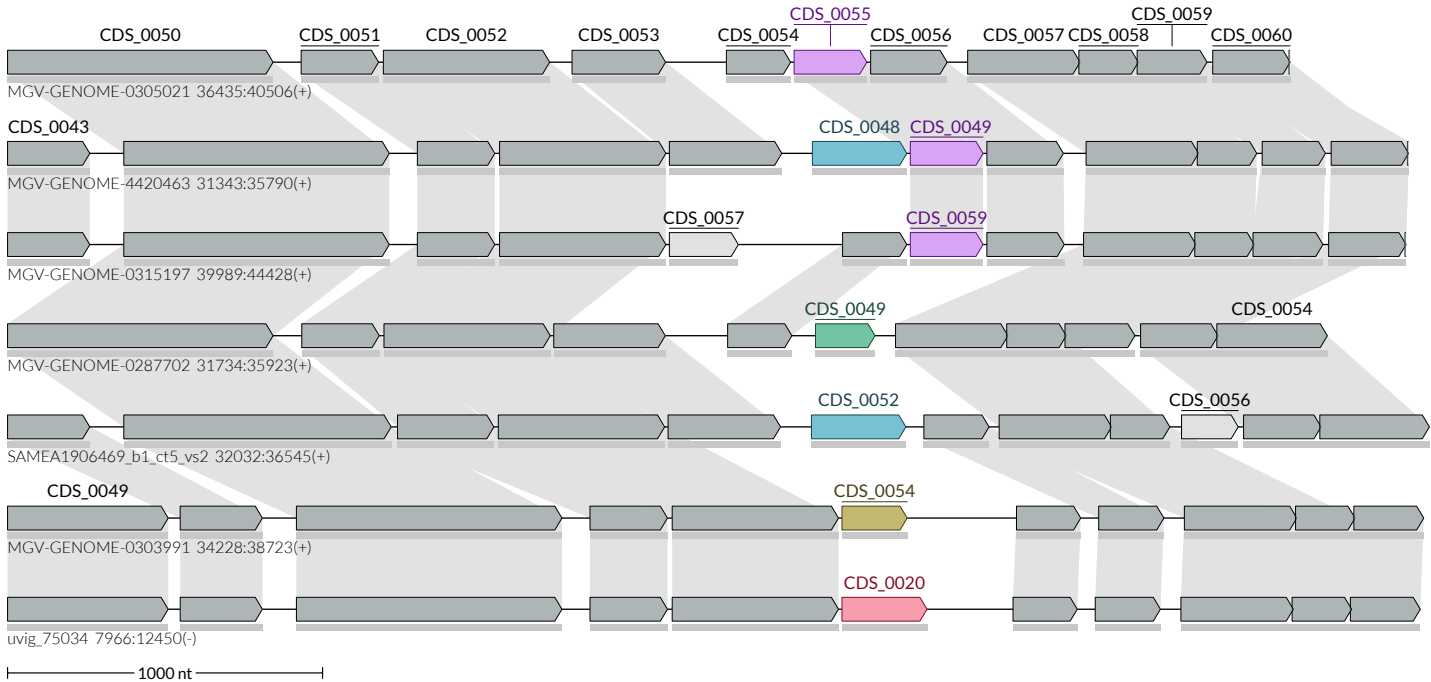 CDS_0055 CDS_0059
CDS_0050 CDS_0051 CDS_0052 CDS_0053 CDS_0054 CDS_0056 CDS_0057 CDS_0058 CDS_0060
MGV-GENOME-0305021 36435:40506(+)
CDS_0043 CDS_0048 CDS_0049
MGV-GENOME-4420463 31343:35790(+)
CDS_0057 CDS_0059
MGV-GENOME-0315197 39989:44428(+)
CDS_0049 CDS_0054
MGV-GENOME-0287702 31734:35923(+)
CDS_0052 CDS_0056
SAMEA1906469_b1_ct5_vs2 32032:36545(+)
CDS_0049 CDS_0054
MGV-GENOME-0303991 34228:38723(+)
CDS_0020
uvig_75034 7966:12450(-)
1000 nt